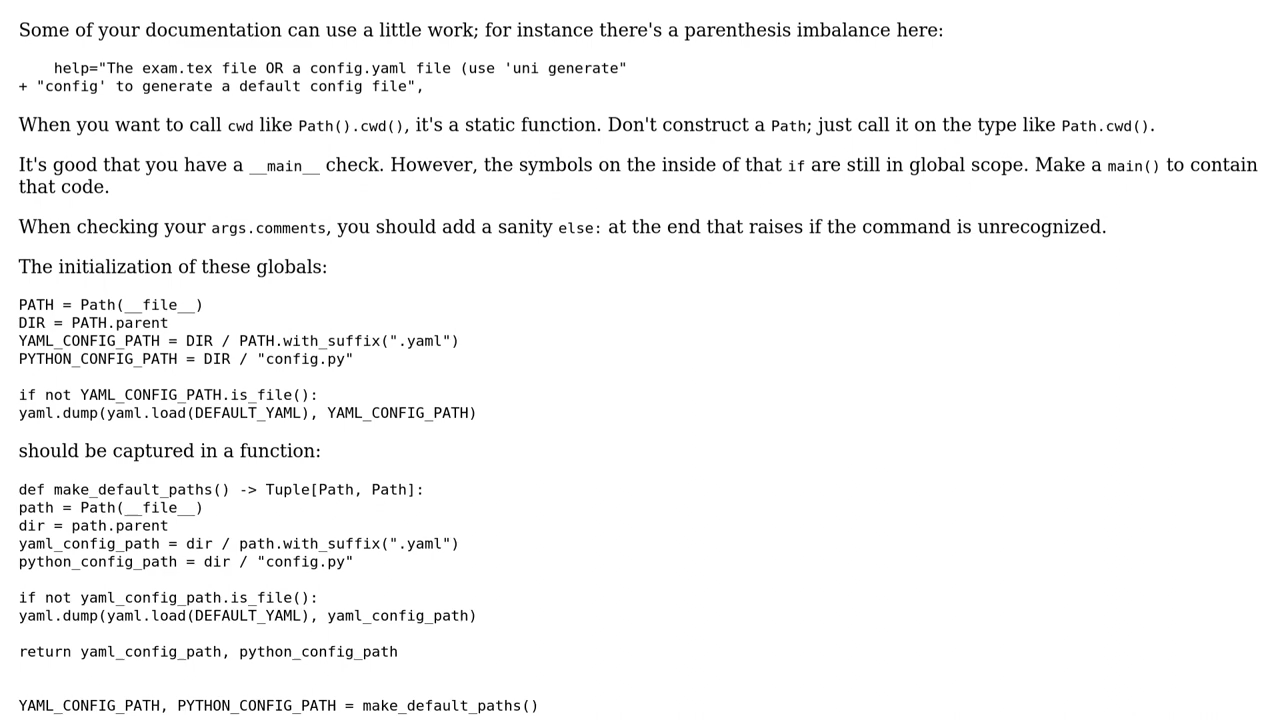 Some of your documentation can use a little work; for instance there's a parenthesis imbalance here:
    help="The exam.tex file OR a config.yaml file (use 'uni generate"
+ "config' to generate a default config file",
When you want to call cwd like Path().cwd(), it's a static function. Don't construct a Path; just call it on the type like Path.cwd().
It's good that you have a __main__ check. However, the symbols on the inside of that if are still in global scope. Make a main() to contain
that code.
When checking your args.comments, you should add a sanity else: at the end that raises if the command is unrecognized.
The initialization of these globals:
PATH = Path(__file__)
DIR = PATH.parent
YAML_CONFIG_PATH = DIR / PATH.with_suffix(".yaml")
PYTHON_CONFIG_PATH = DIR / "config.py"
if not YAML_CONFIG_PATH.is_file():
yaml.dump(yaml.load(DEFAULT_YAML), YAML_CONFIG_PATH)
should be captured in a function:
def make_default_paths() -> Tuple[Path, Path]:
path = Path(__file__)
dir = path.parent
yaml_config_path = dir / path.with_suffix(".yaml")
python_config_path = dir / "config.py"
if not yaml_config_path.is_file():
yaml.dump(yaml.load(DEFAULT_YAML), yaml_config_path)
return yaml_config_path, python_config_path
YAML_CONFIG_PATH, PYTHON_CONFIG_PATH = make_default_paths()